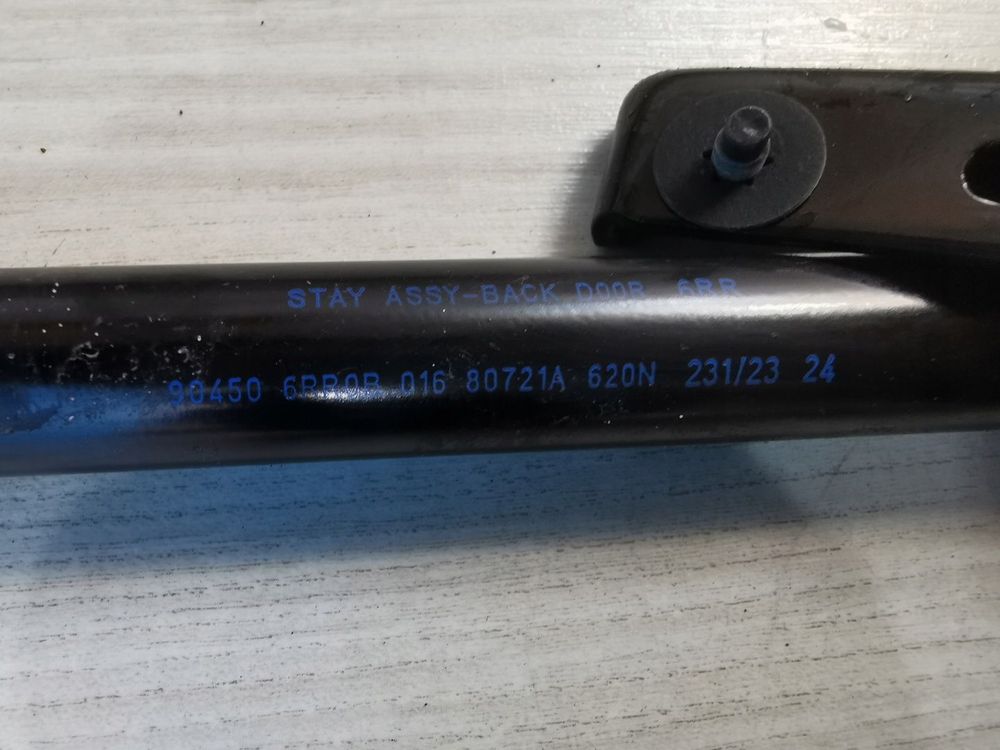 STAY ASSY-BACK DOOR 6RR
90450 6RR0B 016 80721A 620N 231/23 24